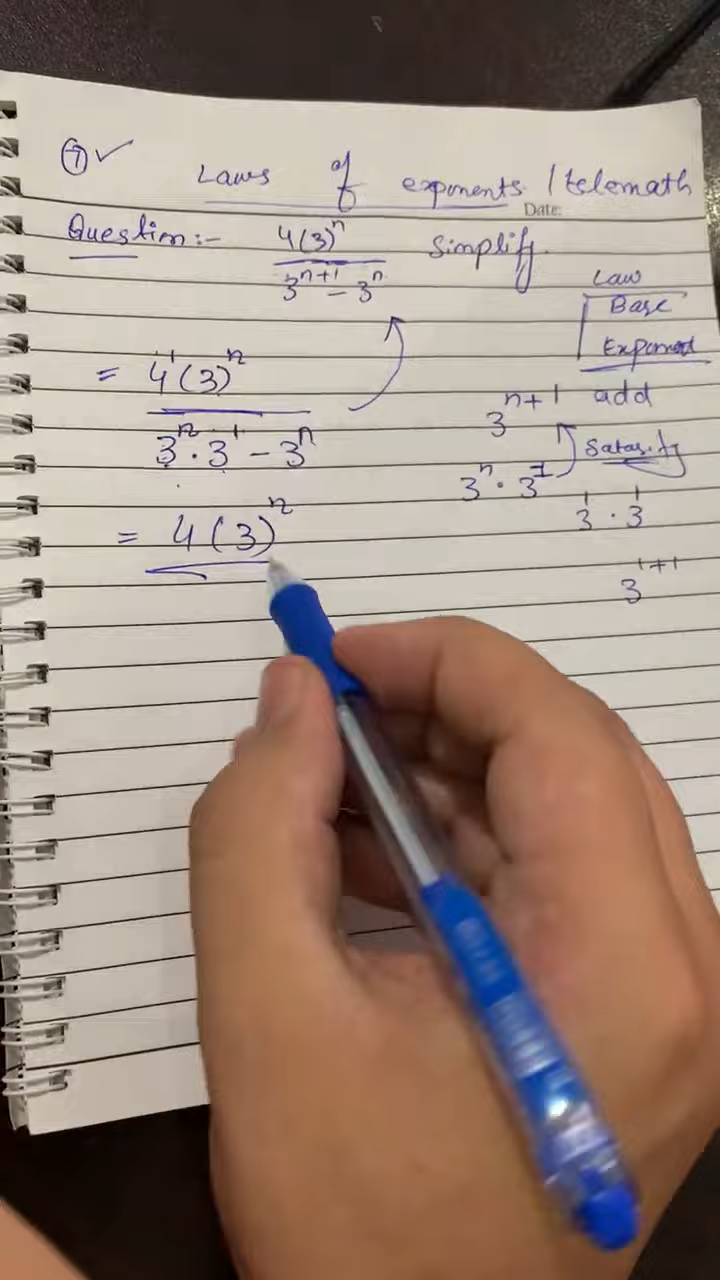 7 ✓ Laws of exponents / telemath
Date:
Question:- 4(3)^n / 3^{n+1} - 3^n Simplify.
Law
Base
Exponent
= 4^1(3)^n / 3^n · 3^1 - 3^n
3^{n+1} add
3^n · 3^1
3^1 · 3^1
= 4(3)^n
3^{1+1}